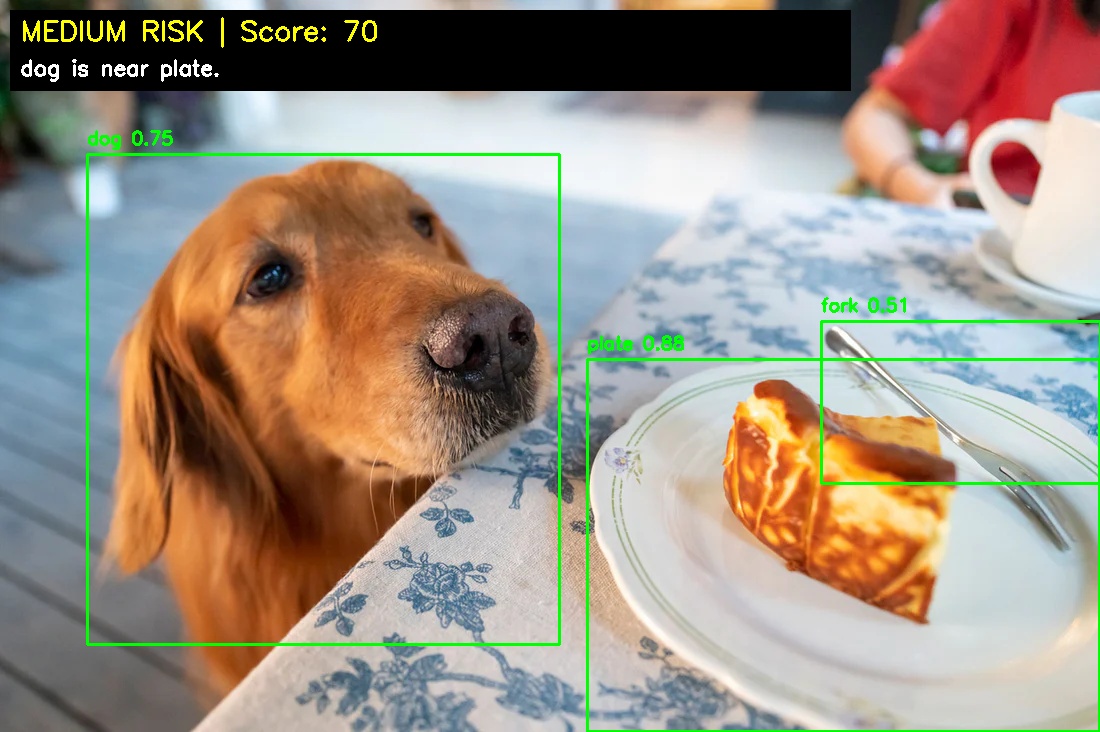 MEDIUM RISK | Score: 70
dog is near plate.
dog 0.75
fork 0.51
plate 0.88